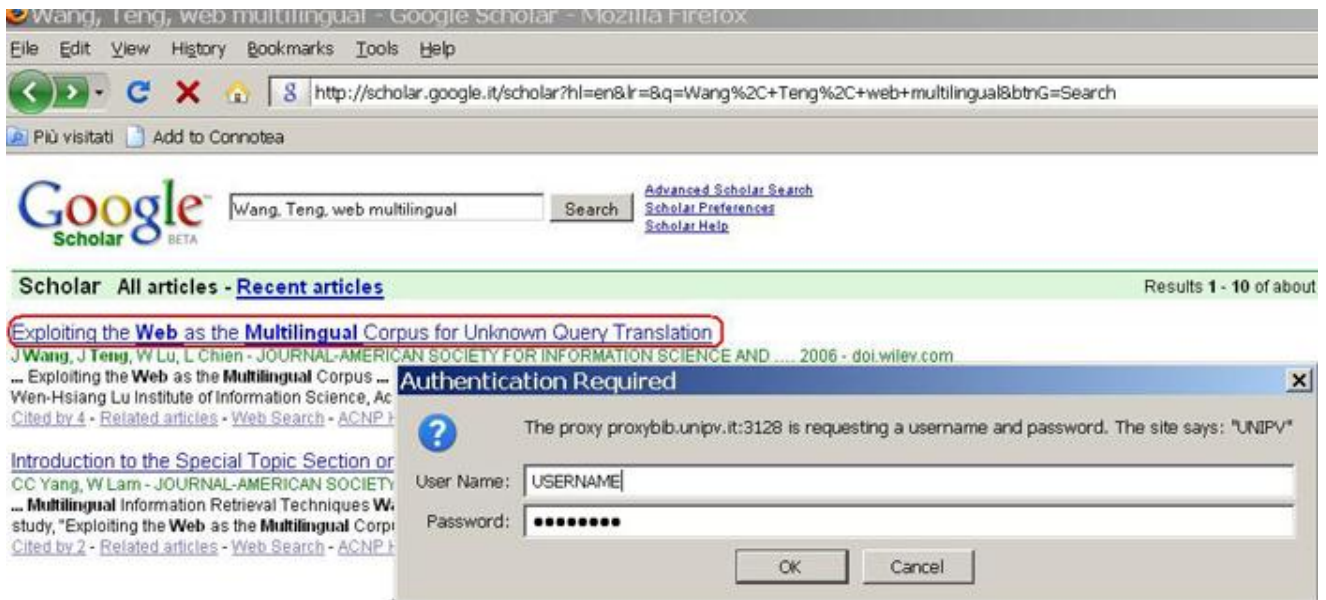 Wang, Teng, web multilingual - Google Scholar - Mozilla Firefox
File Edit View History Bookmarks Tools Help
http://scholar.google.it/scholar?hl=en&lr=&q=Wang%2C+Teng%2C+web+multilingual&btnG=Search
Più visitati Add to Connotea
Google Scholar BETA
Wang, Teng, web multilingual Search
Advanced Scholar Search
Scholar Preferences
Scholar Help
Scholar All articles - Recent articles Results 1 - 10 of about
Exploiting the Web as the Multilingual Corpus for Unknown Query Translation
J Wang, J Teng, W Lu, L Chien - JOURNAL-AMERICAN SOCIETY FOR INFORMATION SCIENCE AND .... 2006 - doi.wiley.com
... Exploiting the Web as the Multilingual Corpus ...
Wen-Hsiang Lu Institute of Information Science, Ac
Cited by 4 - Related articles - Web Search - ACNP
Introduction to the Special Topic Section or
CC Yang, W Lam - JOURNAL-AMERICAN SOCIETY
... Multilingual Information Retrieval Techniques
study, "Exploiting the Web as the Multilingual
Cited by 2 - Related articles - Web Search - ACNP
Authentication Required
The proxy proxybib.unipv.it:3128 is requesting a username and password. The site says: "UNIPV"
User Name: USERNAME
Password: ●●●●●●●●
OK Cancel